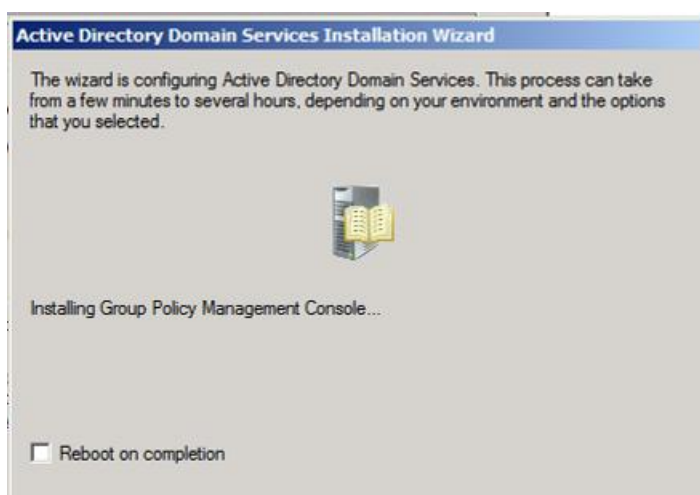 Active Directory Domain Services Installation Wizard
The wizard is configuring Active Directory Domain Services. This process can take
from a few minutes to several hours, depending on your environment and the options
that you selected.
Installing Group Policy Management Console...
Reboot on completion